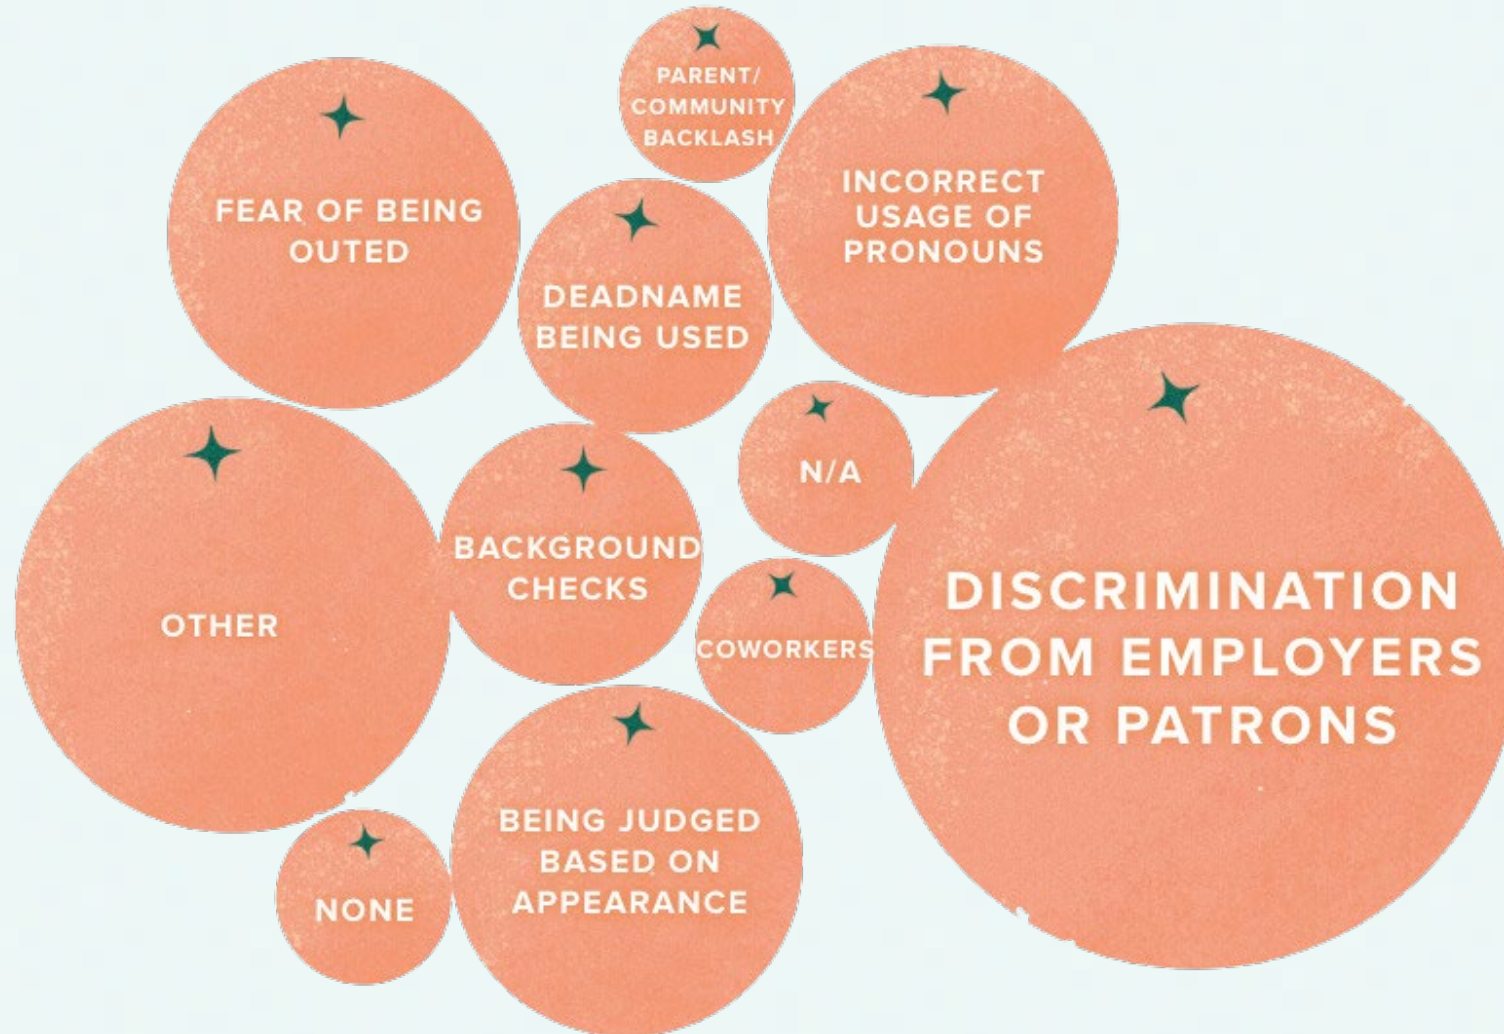 PARENT/
COMMUNITY
BACKLASH
FEAR OF BEING
OUTED
INCORRECT
USAGE OF
PRONOUNS
DEADNAME
BEING USED
N/A
BACKGROUND
CHECKS
OTHER
COWORKERS
DISCRIMINATION
FROM EMPLOYERS
OR PATRONS
BEING JUDGED
BASED ON
APPEARANCE
NONE